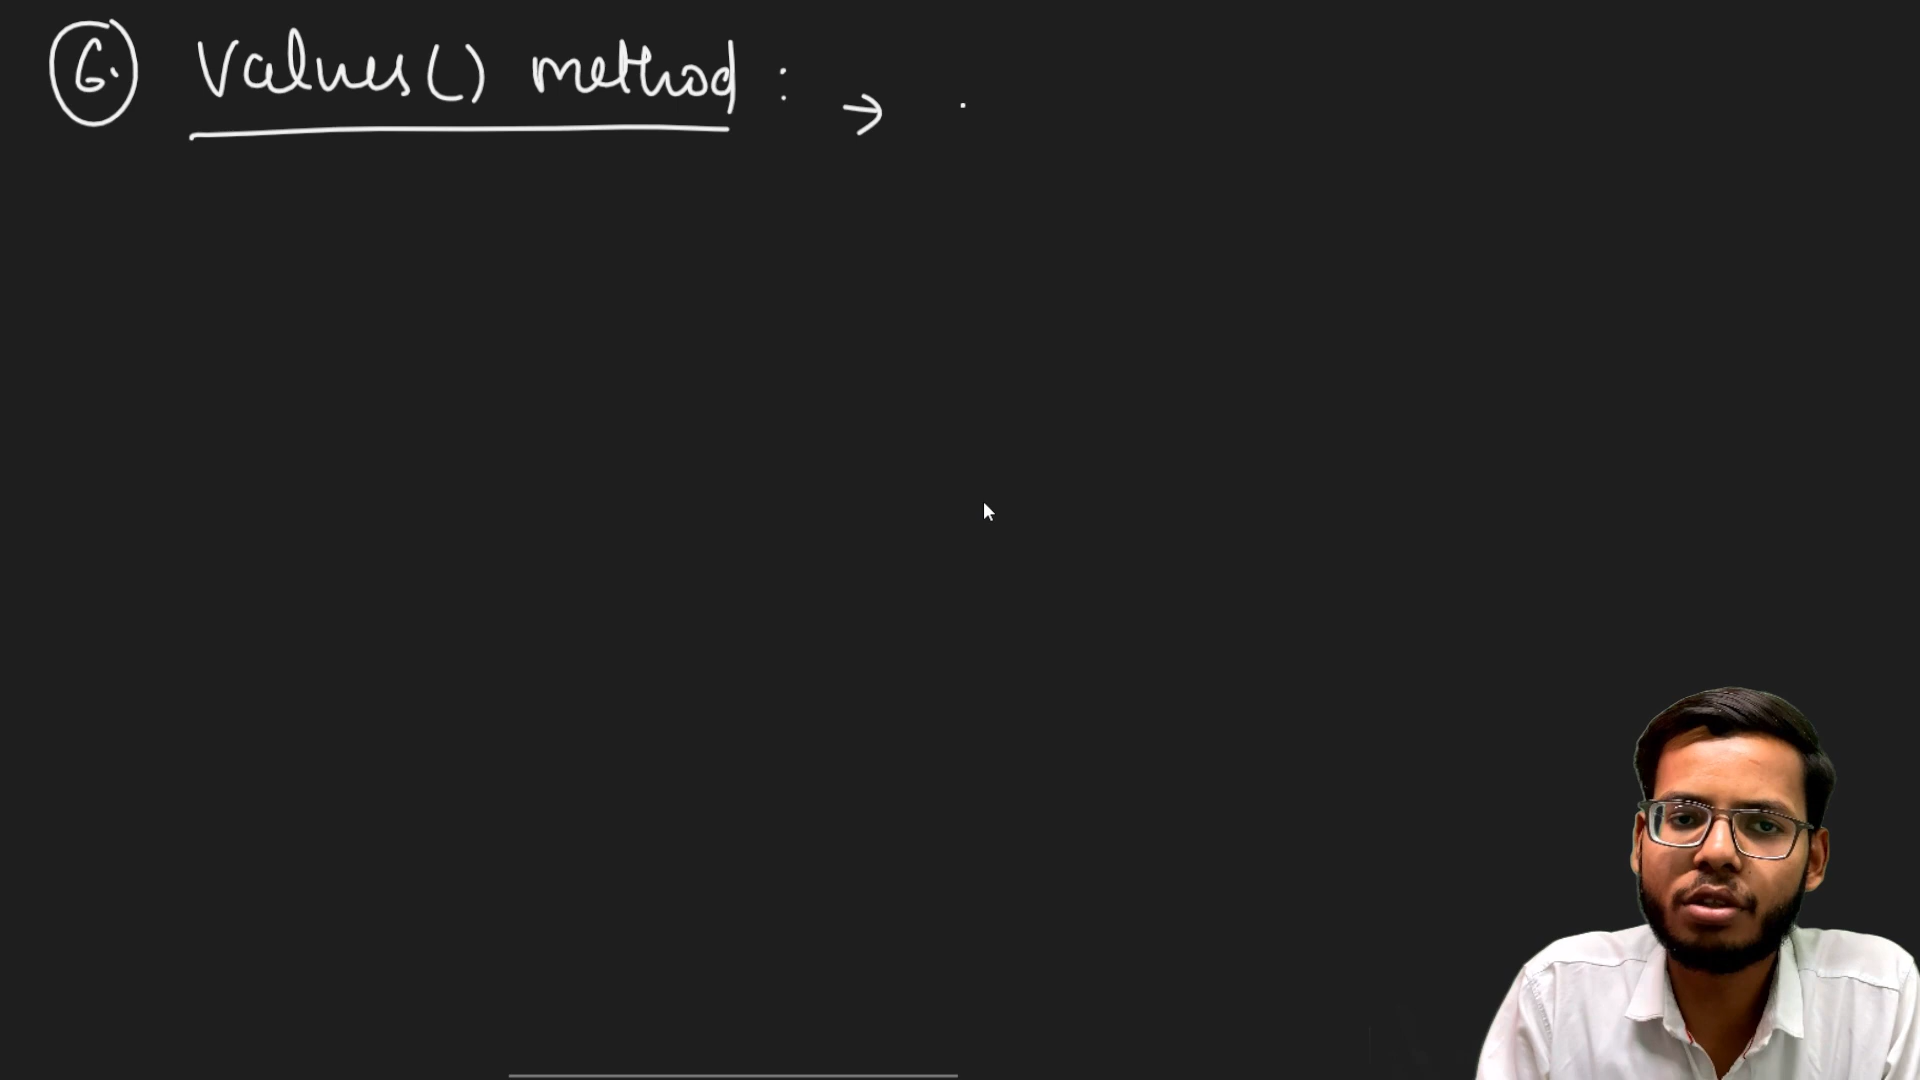 6. Values() method : → .